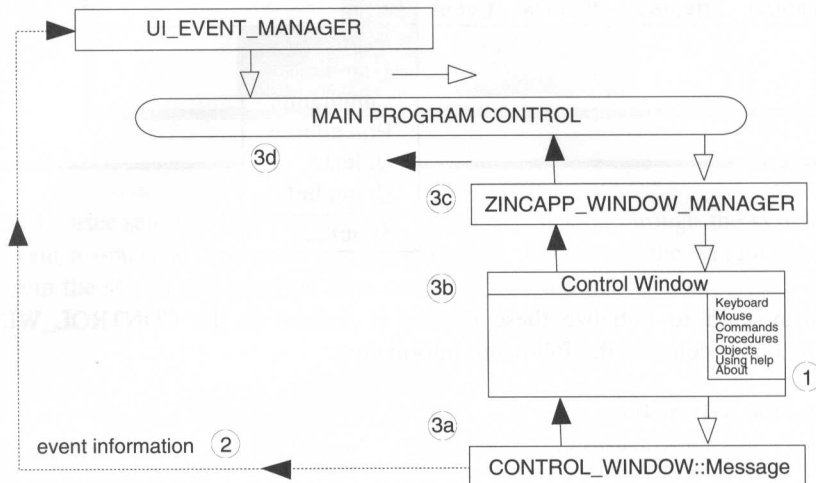 UI_EVENT_MANAGER
MAIN PROGRAM CONTROL
3d
3c
ZINCAPP_WINDOW_MANAGER
3b
Control Window
Keyboard
Mouse
Commands
Procedures
Objects
Using help
About
1
3a
event information 2
CONTROL_WINDOW::Message